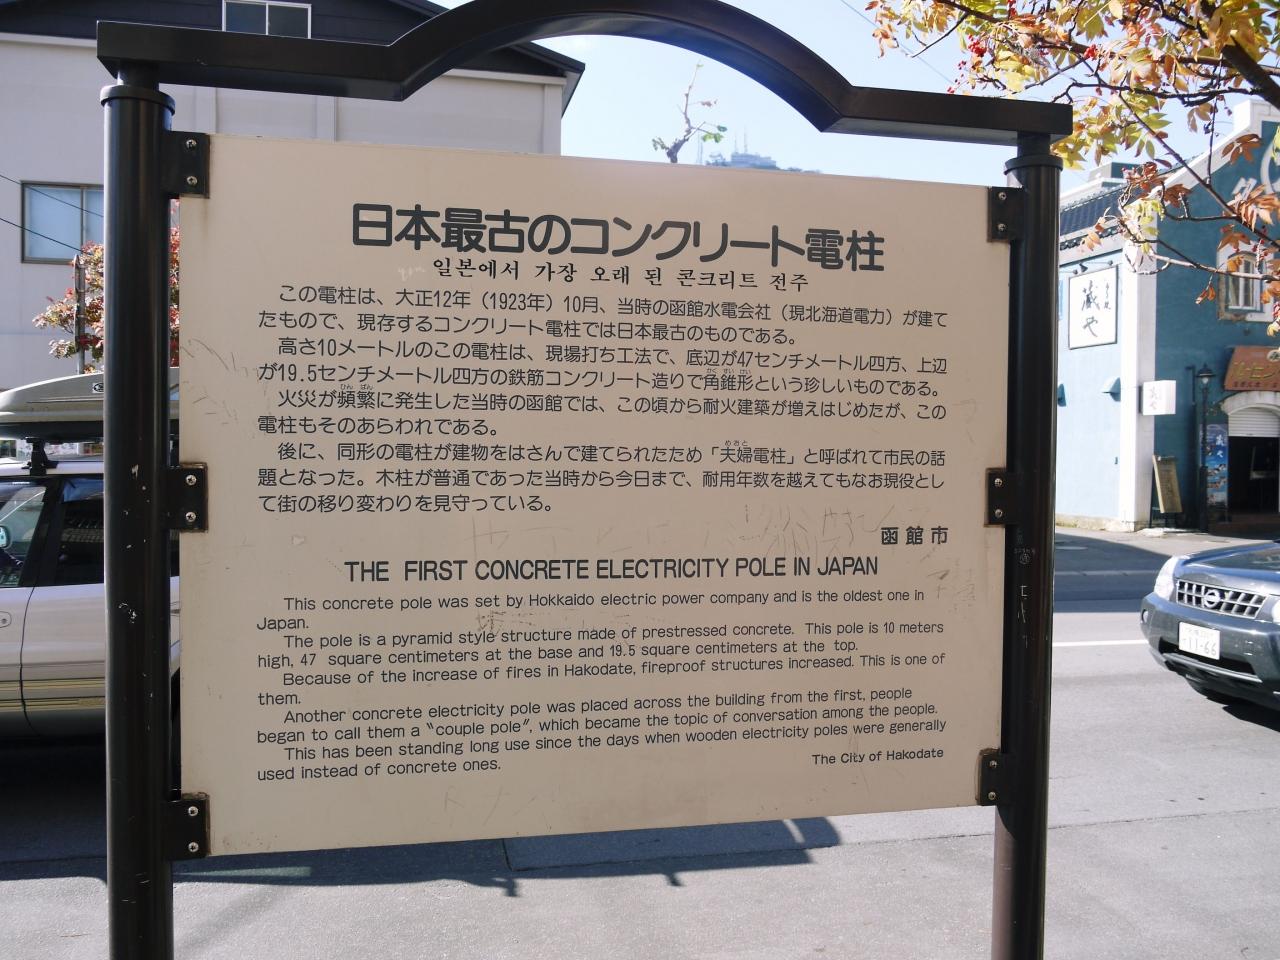 日本最古のコンクリート電柱
일본에서 가장 오래 된 콘크리트 전주
この電柱は、大正12年（1923年）10月、当時の函館水電会社（現北海道電力）が建て
たもので、現存するコンクリート電柱では日本最古のものである。
高さ10メートルのこの電柱は、現場打ち工法で、底辺が47センチメートル四方、上辺
かくすいけい
が19.5センチメートル四方の鉄筋コンクリート造りで角錐形という珍しいものである。
ひんぱん
火災が頻繁に発生した当時の函館では、この頃から耐火建築が増えはじめたが、この
電柱もそのあらわれである。
めおと
後に、同形の電柱が建物をはさんで建てられたため「夫婦電柱」と呼ばれて市民の話
題となった。木柱が普通であった当時から今日まで、耐用年数を越えてもなお現役とし
て街の移り変わりを見守っている。
函館市
THE FIRST CONCRETE ELECTRICITY POLE IN JAPAN
This concrete pole was set by Hokkaido electric power company and is the oldest one in
Japan.
The pole is a pyramid style structure made of prestressed concrete. This pole is 10 meters
high, 47 square centimeters at the base and 19.5 square centimeters at the top.
Because of the increase of fires in Hakodate, fireproof structures increased. This is one of
them.
Another concrete electricity pole was placed across the building from the first, people
began to call them a "couple pole", which became the topic of conversation among the people.
This has been standing long use since the days when wooden electricity poles were generally
used instead of concrete ones.
The City of Hakodate
蔵や
11-66